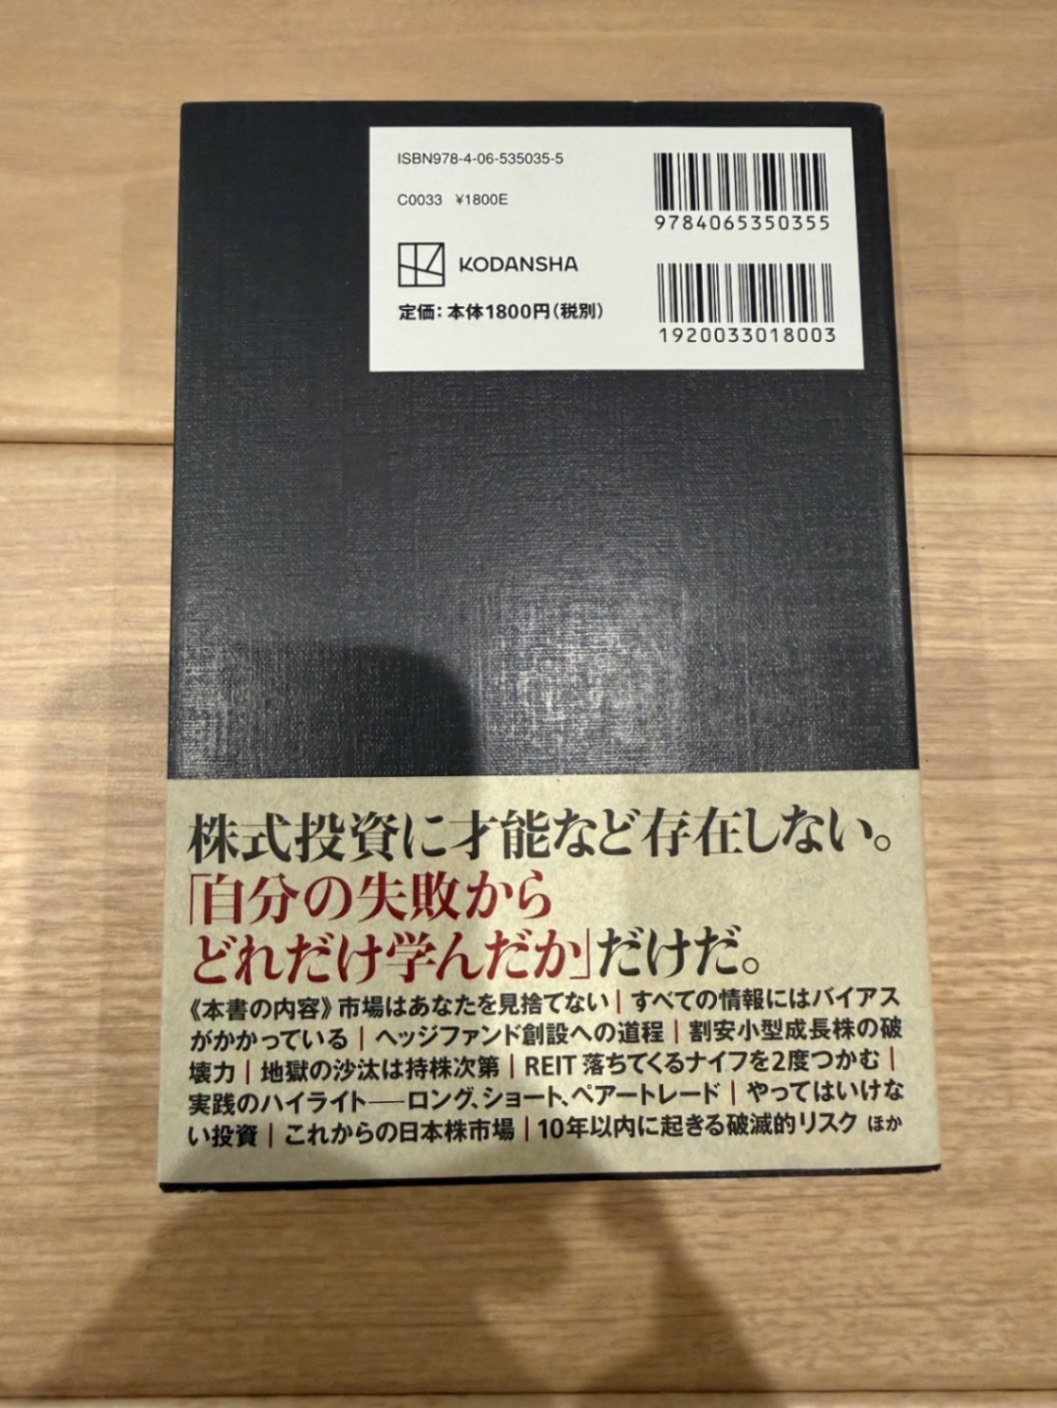 ISBN978-4-06-535035-5
C0033 ¥1800E
KODANSHA
定価：本体1800円（税別）
9784065350355
1920033018003
株式投資に才能など存在しない。
「自分の失敗から
どれだけ学んだか」だけだ。
《本書の内容》市場はあなたを見捨てない｜すべての情報にはバイアス
がかかっている｜ヘッジファンド創設への道程｜割安小型成長株の破
壊力｜地獄の沙汰は持株次第｜REIT 落ちてくるナイフを2度つかむ｜
実践のハイライト──ロング、ショート、ペアートレード｜やってはいけな
い投資｜これからの日本株市場｜10年以内に起きる破滅的リスク ほか